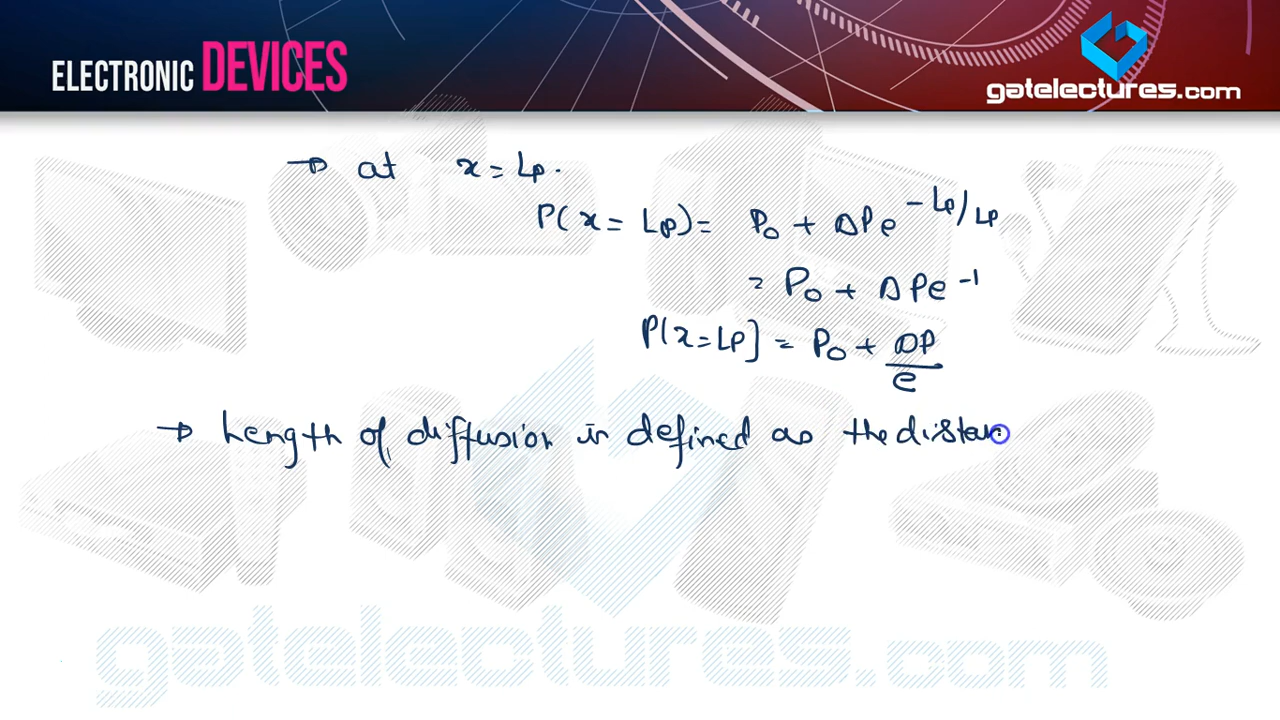 ELECTRONIC DEVICES
gatelectures.com
→ at x = Lp.
P(x = Lp) = P₀ + ΔPe^-Lp/Lp
= P₀ + ΔPe^-1
P(x = Lp] = P₀ + ΔP/e
→ Length of diffusion is defined as the distan
gatelectures.com